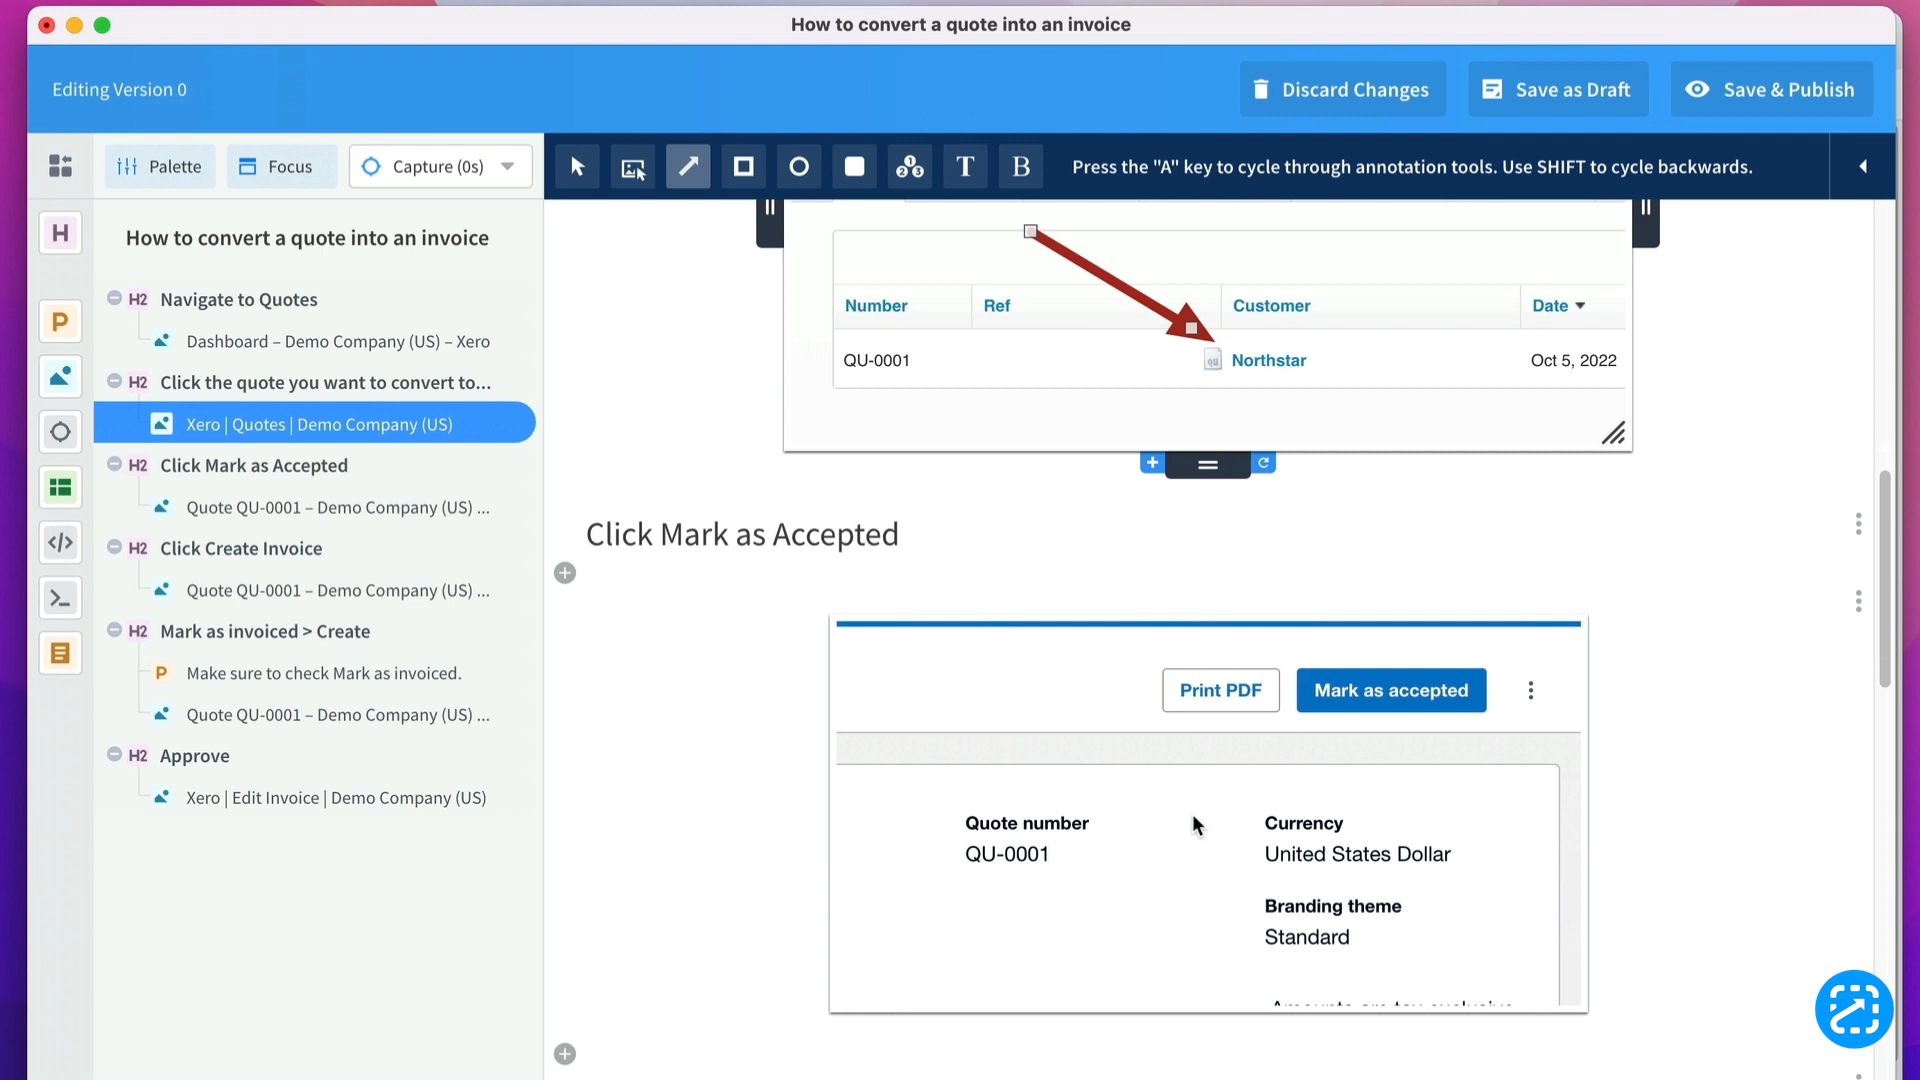 How to convert a quote into an invoice
Editing Version 0
Discard Changes
Save as Draft
Save & Publish
Palette
Focus
Capture (0s)
T
B
Press the "A" key to cycle through annotation tools. Use SHIFT to cycle backwards.
H
P
How to convert a quote into an invoice
H2 Navigate to Quotes
Dashboard – Demo Company (US) – Xero
H2 Click the quote you want to convert to...
Xero | Quotes | Demo Company (US)
H2 Click Mark as Accepted
Quote QU-0001 – Demo Company (US) ...
H2 Click Create Invoice
Quote QU-0001 – Demo Company (US) ...
H2 Mark as invoiced > Create
P Make sure to check Mark as invoiced.
Quote QU-0001 – Demo Company (US) ...
H2 Approve
Xero | Edit Invoice | Demo Company (US)
Number Ref Customer Date
QU-0001 QU Northstar Oct 5, 2022
Click Mark as Accepted
Print PDF
Mark as accepted
Quote number
QU-0001
Currency
United States Dollar
Branding theme
Standard